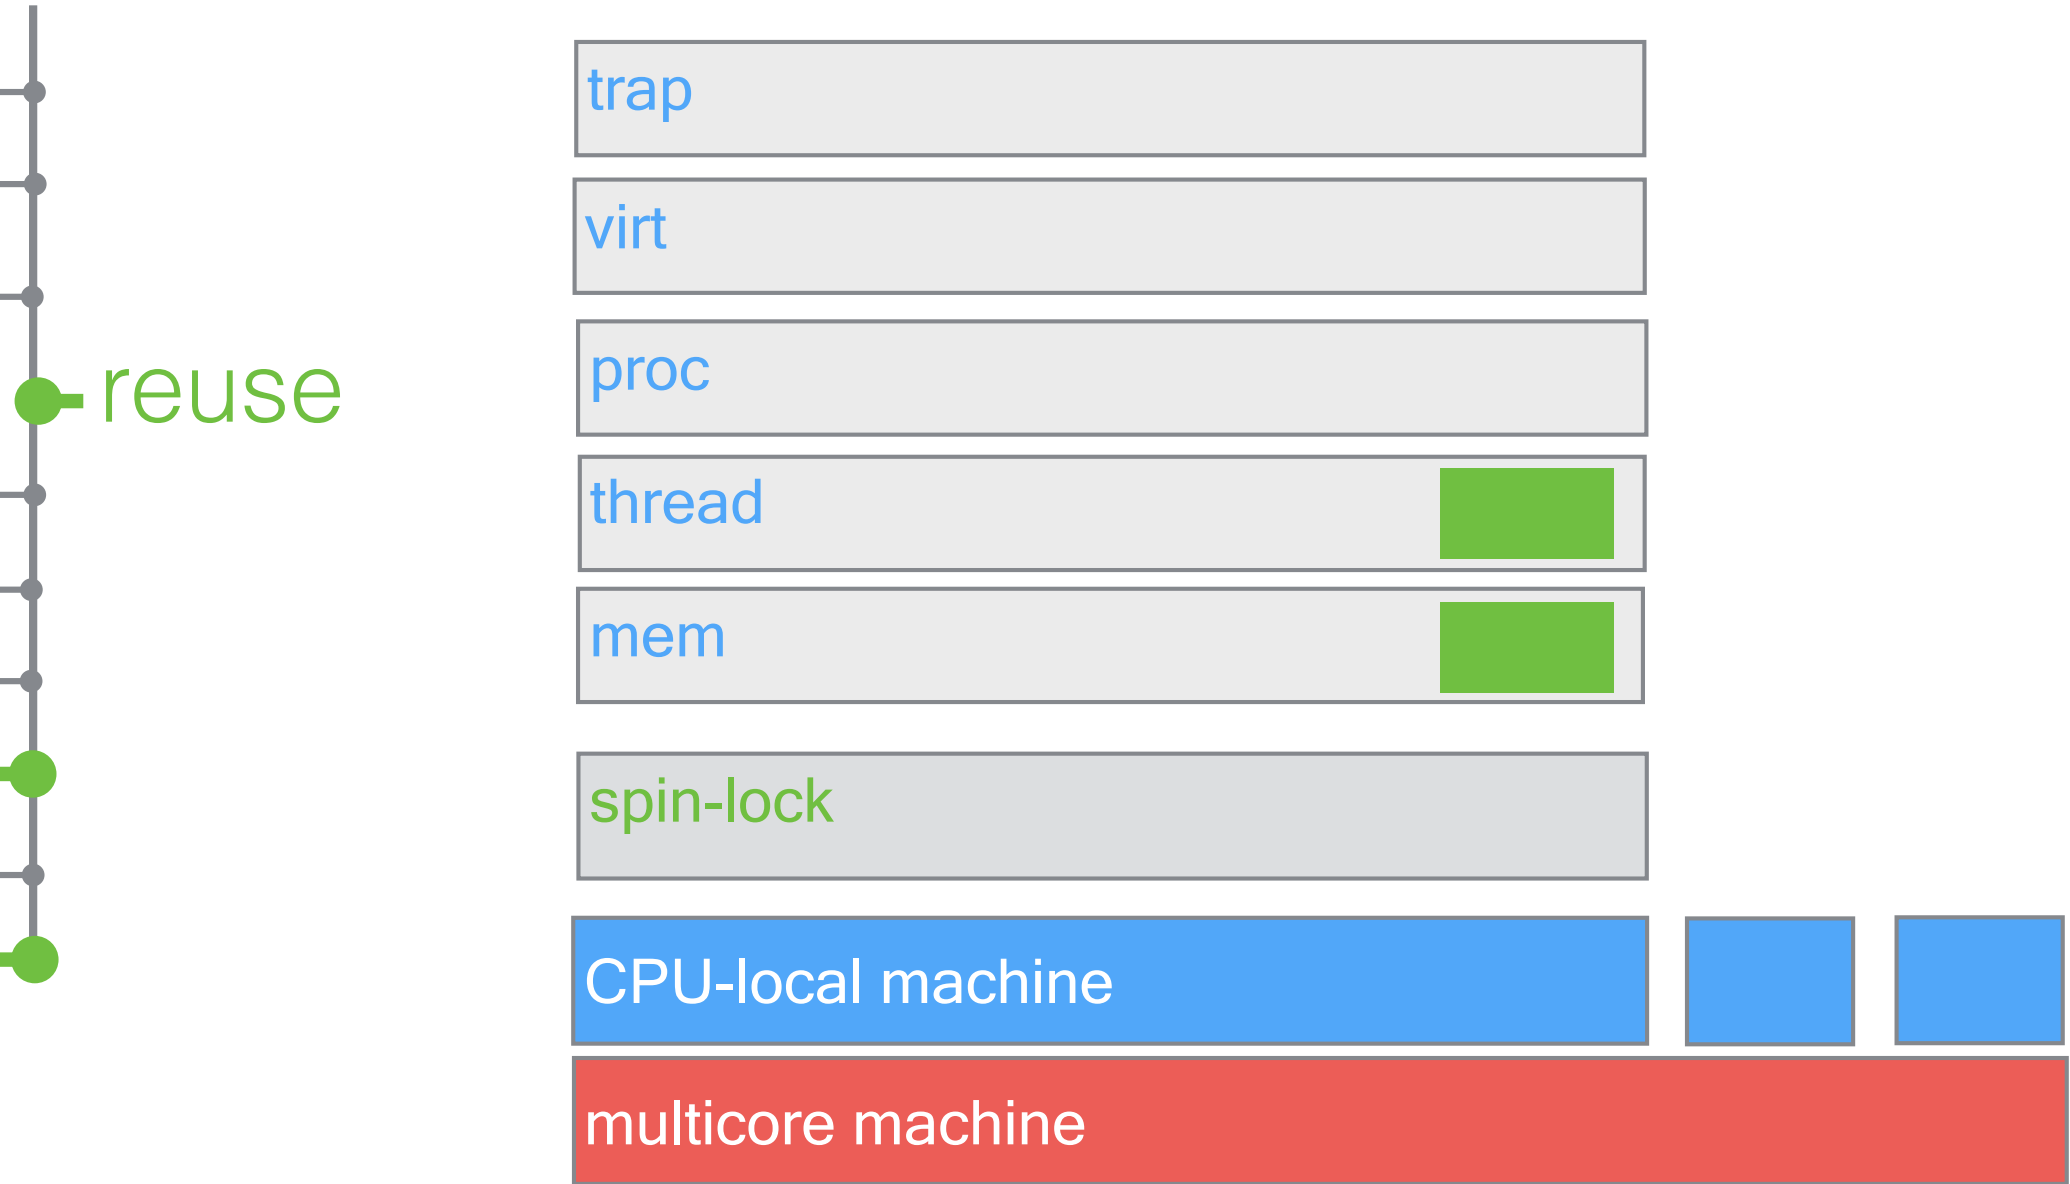 trap
virt
proc
reuse
thread
mem
spin-lock
CPU-local machine
multicore machine